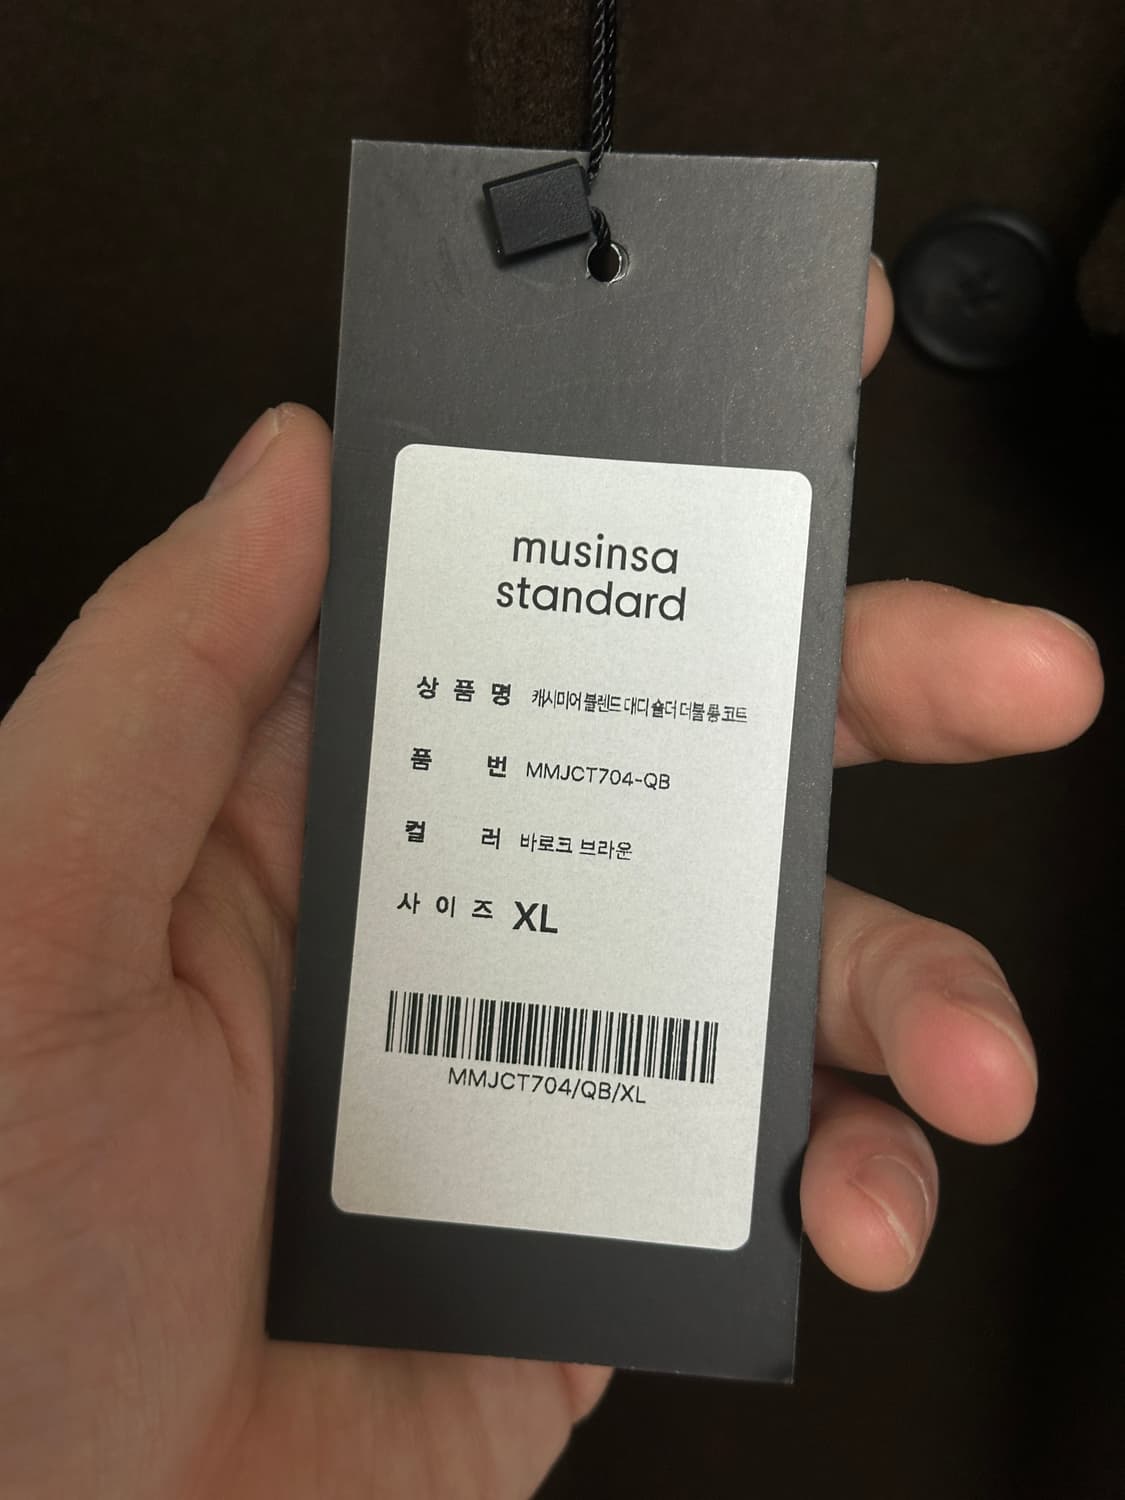 musinsa
standard
상품명 캐시미어 블렌드 대디 숄더 더블 롱 코트
품번 MMJCT704-QB
컬러 바로크 브라운
사이즈 XL
MMJCT704/QB/XL